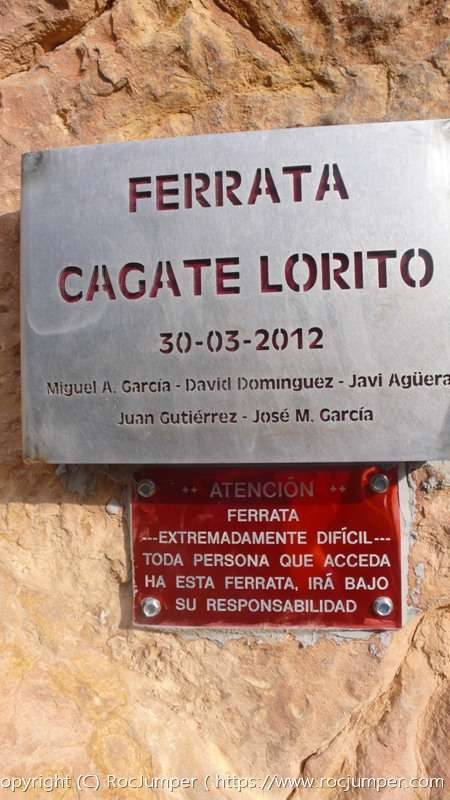 FERRATA
CAGATE LORITO
30-03-2012
Miguel A. García - David Domínguez - Javi Agüera
Juan Gutiérrez - José M. García
++ ATENCIÓN ++
FERRATA
---EXTREMADAMENTE DIFÍCIL---
TODA PERSONA QUE ACCEDA
HA ESTA FERRATA, IRÁ BAJO
SU RESPONSABILIDAD
opyright (C) RocJumper ( https://www.rocjumper.com